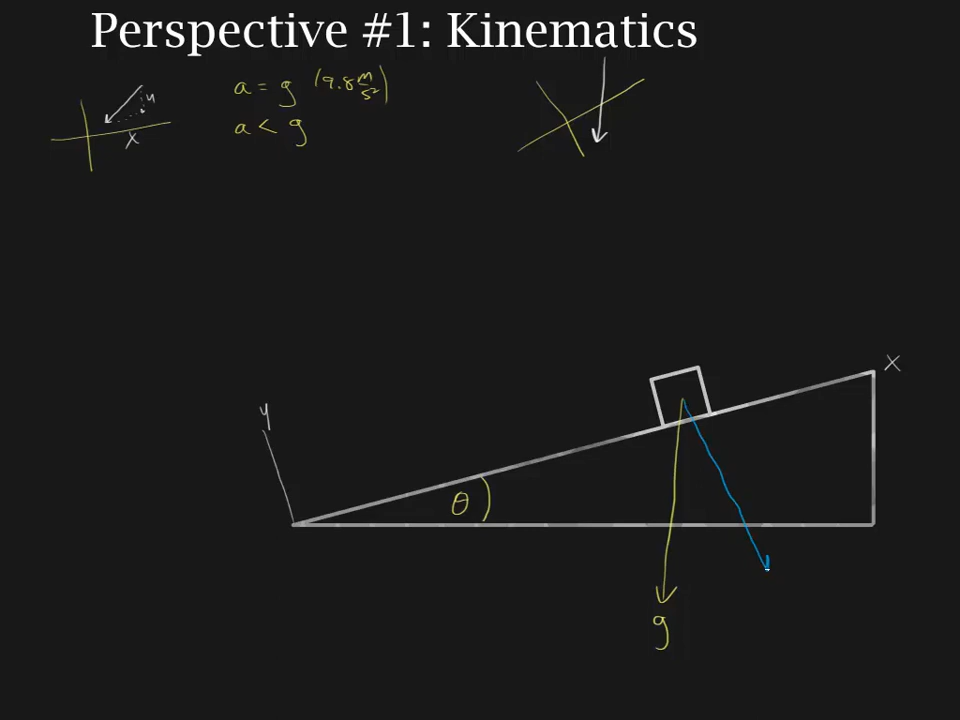 Perspective #1: Kinematics
a = g (9.8 m/s²)
a < g
y
x
x
y
θ
g